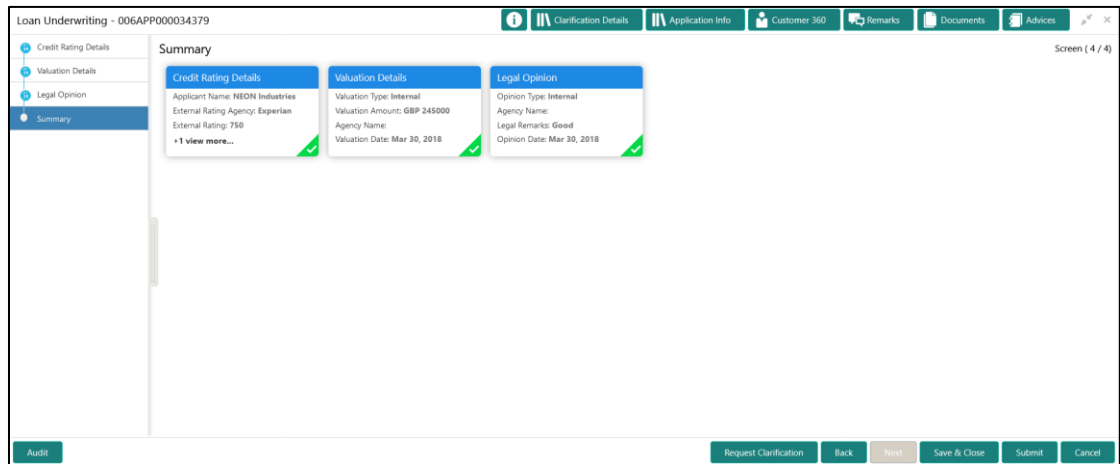 Loan Underwriting - 006APP000034379
Clarification Details
Application Info
Customer 360
Remarks
Documents
Advices
Credit Rating Details
Valuation Details
Legal Opinion
Summary
Summary
Screen ( 4 / 4)
Credit Rating Details
Applicant Name: NEON Industries
External Rating Agency: Experian
External Rating: 750
+1 view more...
Valuation Details
Valuation Type: Internal
Valuation Amount: GBP 245000
Agency Name:
Valuation Date: Mar 30, 2018
Legal Opinion
Opinion Type: Internal
Agency Name:
Legal Remarks: Good
Opinion Date: Mar 30, 2018
Audit
Request Clarification
Back
Next
Save & Close
Submit
Cancel